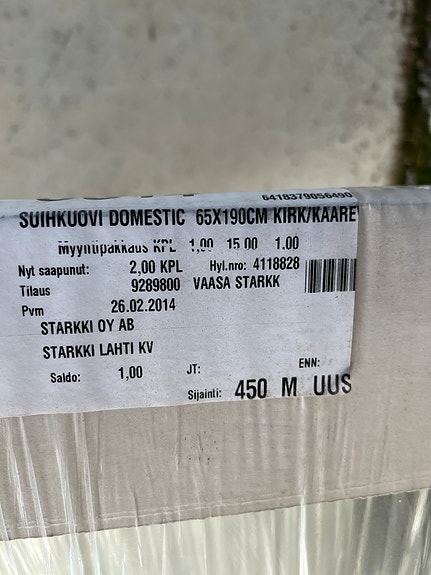 6418379056490
SUIHKUOVI DOMESTIC 65X190CM KIRK/KAAREV
Myyntipakkaus KPL 1,00 15.00 1.00
Nyt saapunut: 2,00 KPL Hyl.nro: 4118828
Tilaus 9289800 VAASA STARKK
Pvm 26.02.2014
STARKKI OY AB
STARKKI LAHTI KV
Saldo: 1,00 JT: ENN:
Sijainti: 450 M UUS